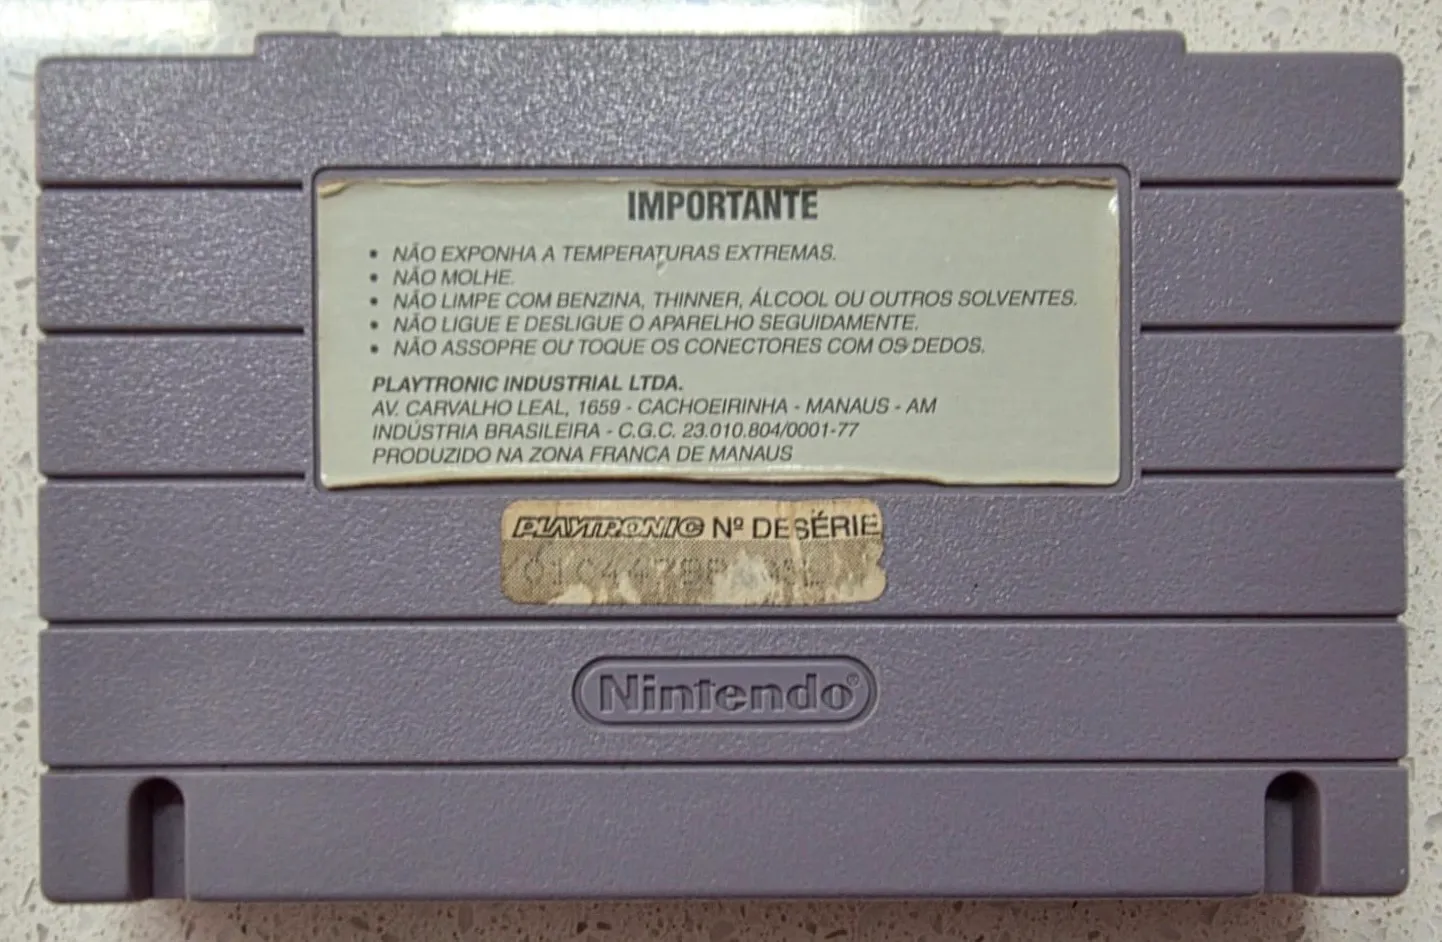 IMPORTANTE
• NÃO EXPONHA A TEMPERATURAS EXTREMAS.
• NÃO MOLHE.
• NÃO LIMPE COM BENZINA, THINNER, ÁLCOOL OU OUTROS SOLVENTES.
• NÃO LIGUE E DESLIGUE O APARELHO SEGUIDAMENTE.
• NÃO ASSOPRE OU TOQUE OS CONECTORES COM OS DEDOS.
PLAYTRONIC INDUSTRIAL LTDA.
AV. CARVALHO LEAL, 1659 - CACHOEIRINHA - MANAUS - AM
INDÚSTRIA BRASILEIRA - C.G.C. 23.010.804/0001-77
PRODUZIDO NA ZONA FRANCA DE MANAUS
PLAYTRONIC Nº DE SÉRIE
Nintendo®